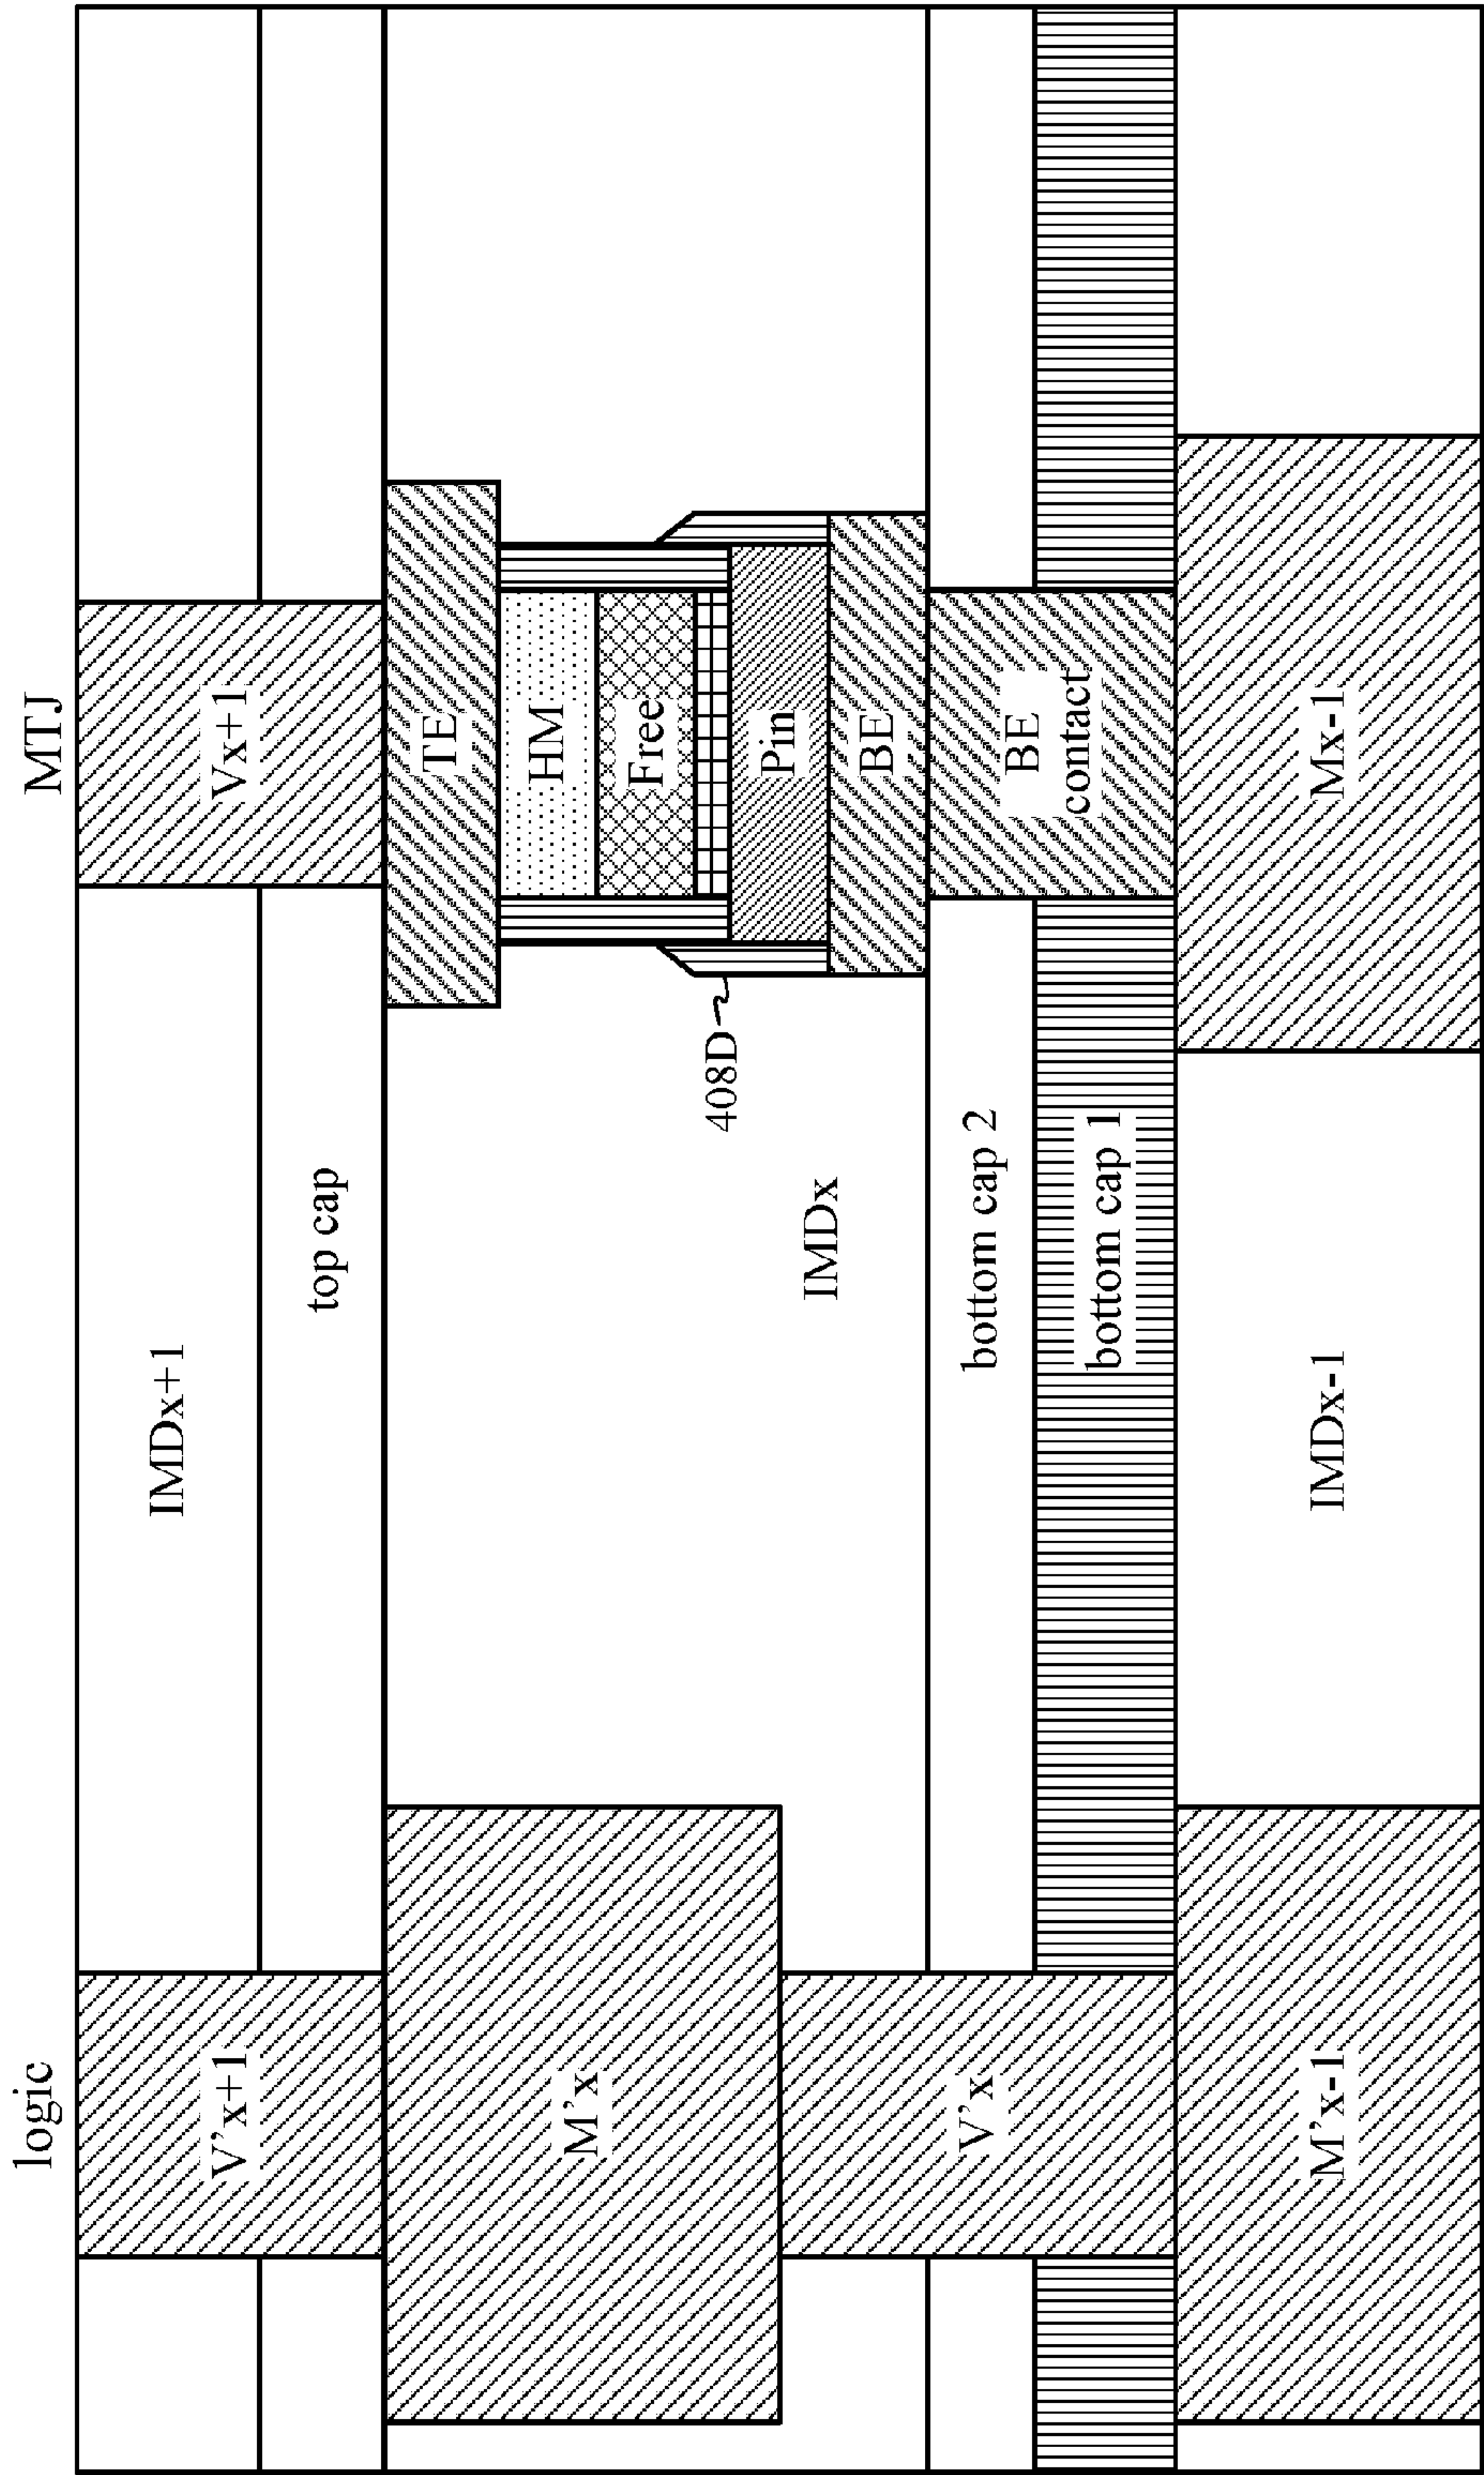 logic
MTJ
V'x+1
IMDx+1
Vx+1
top cap
TE
M'x
HM
Free
408D
IMDx
Pin
BE
V'x
bottom cap 2
bottom cap 1
BE
contact
M'x-1
IMDx-1
Mx-1